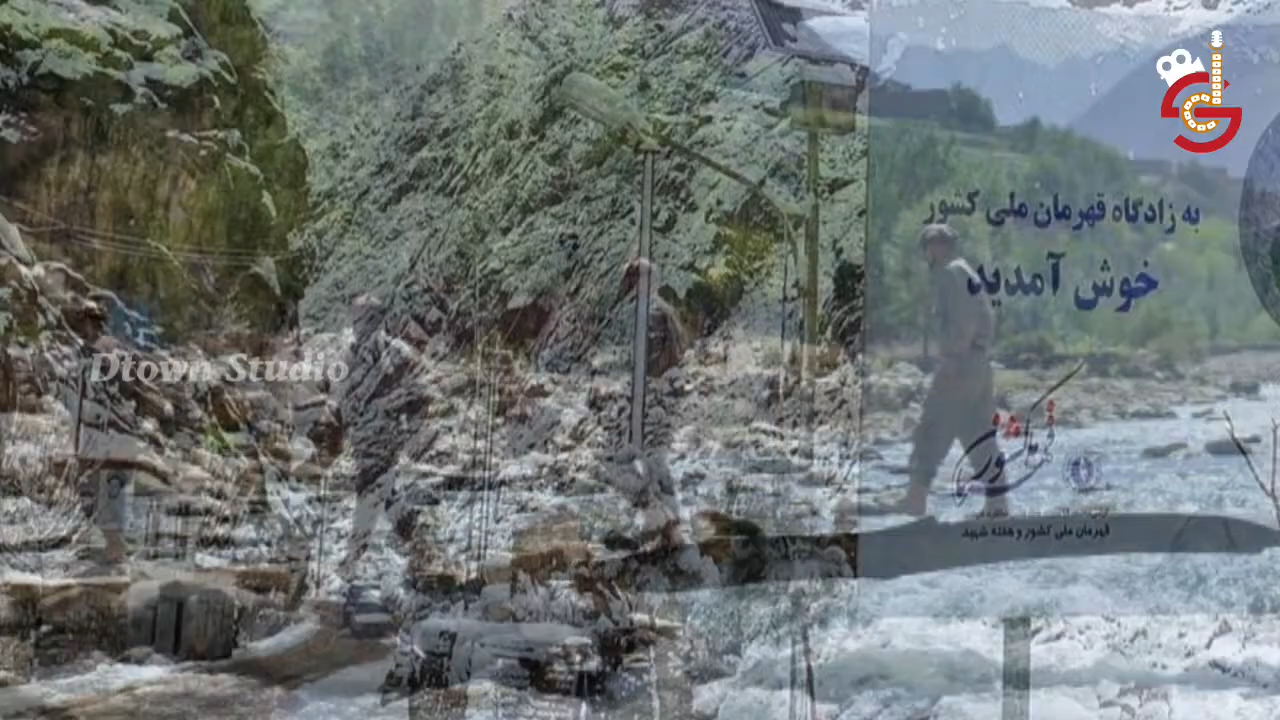 به زادگاه قهرمان ملی کشور
خوش آمدید
Dtown Studio
قهرمان ملی کشور و هفته شهید